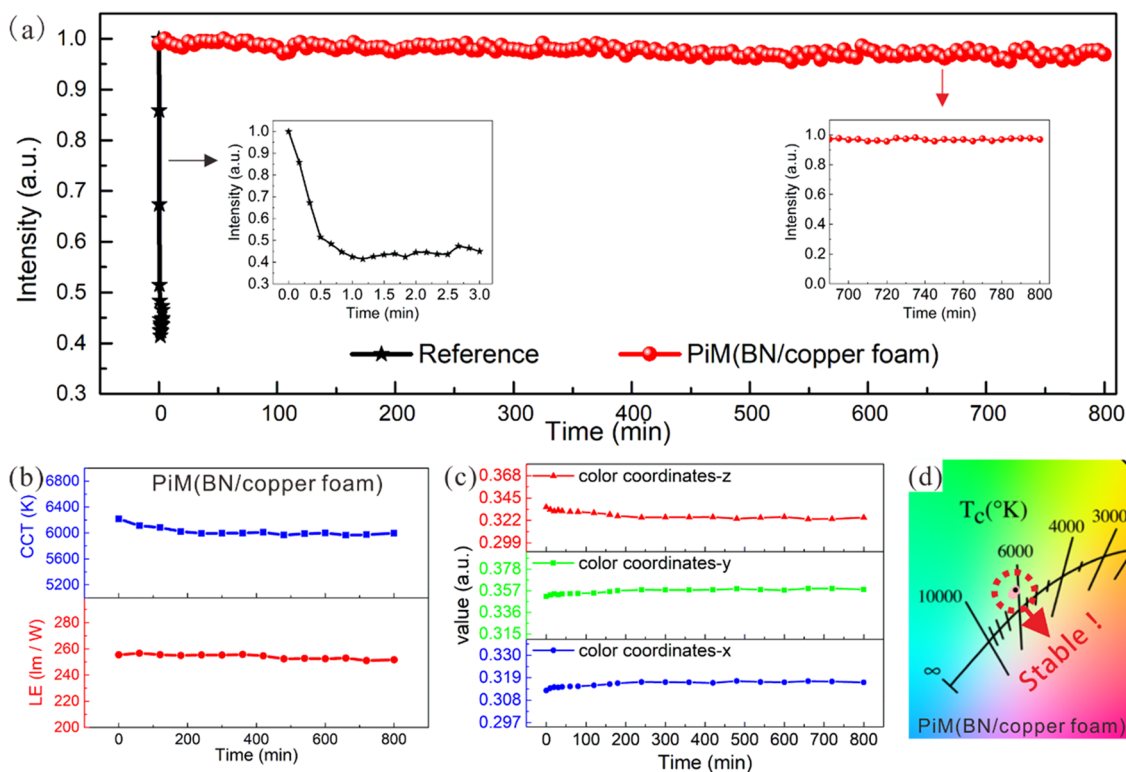 (a)
1.0
0.9
0.8
0.7
0.6
0.5
0.4
0.3
Intensity (a.u.)
0 100 200 300 400 500 600 700 800
Time (min)
1.0
0.9
0.8
0.7
0.6
0.5
0.4
0.3
Intensity (a.u.)
0.0 0.5 1.0 1.5 2.0 2.5 3.0
Time (min)
1.0
0.8
0.6
0.4
0.2
0.0
Intensity (a.u.)
700 720 740 760 780 800
Time (min)
Reference PiM(BN/copper foam)
(b)
PiM(BN/copper foam)
6800
6400
6000
5600
5200
CCT (K)
280
260
240
220
200
LE (lm / W)
0 200 400 600 800
Time (min)
(c)
color coordinates-z
0.368
0.345
0.322
0.299
color coordinates-y
0.378
0.357
0.336
0.315
color coordinates-x
0.330
0.319
0.308
0.297
value (a.u.)
0 100 200 300 400 500 600 700 800
Time (min)
(d)
Tc(°K)
3000
4000
6000
10000
∞
Stable !
PiM(BN/copper foam)